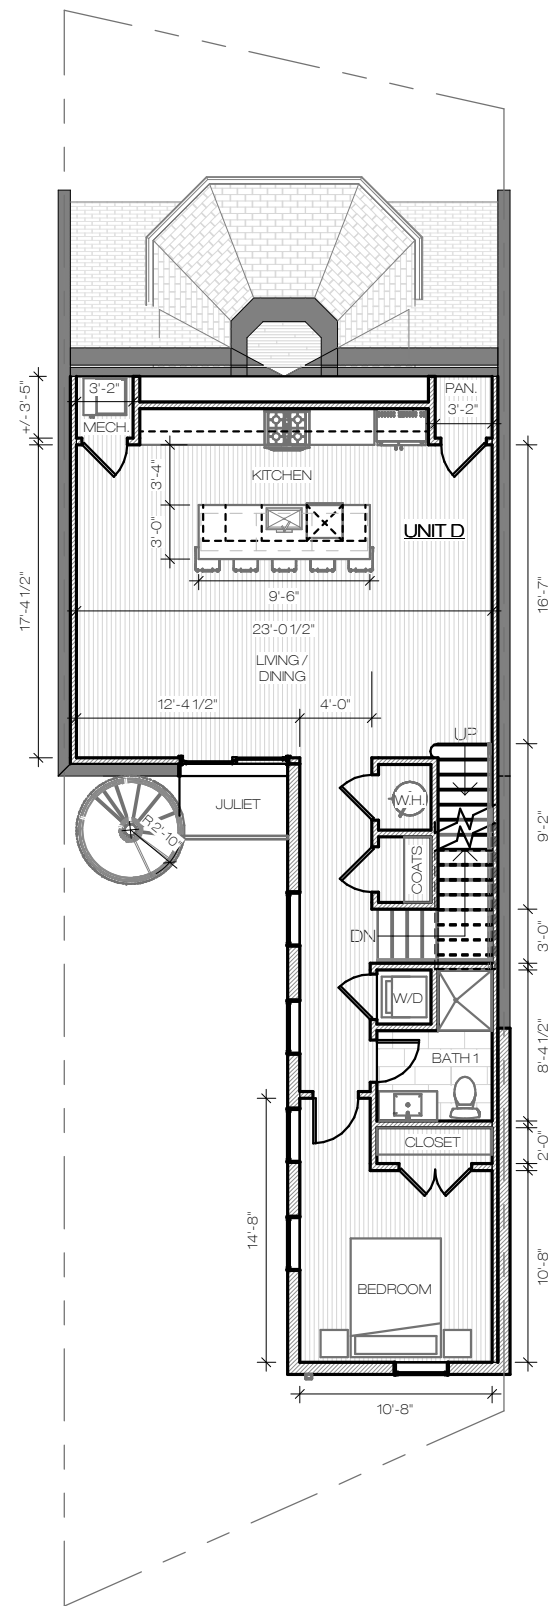 3'-2"
PAN.
+/- 3'-5"
MECH.
3'-2"
KITCHEN
3'-4"
UNIT D
3'-0"
9'-6"
17'-4 1/2"
16'-7"
23'-0 1/2"
LIVING /
DINING
12'-4 1/2"
4'-0"
UP
JULIET
W.H.
R 2'-10"
9'-2"
COATS
DN
3'-0"
W/D
8'-4 1/2"
BATH 1
CLOSET
2'-0"
14'-8"
10'-8"
BEDROOM
10'-8"